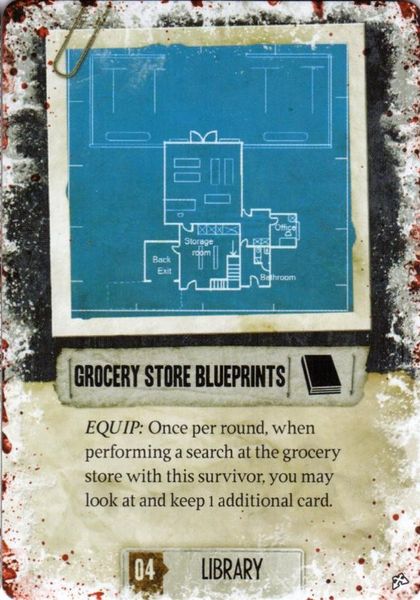 Office
Storage
room
Back
Exit
Bathroom
GROCERY STORE BLUEPRINTS
EQUIP: Once per round, when
performing a search at the grocery
store with this survivor, you may
look at and keep 1 additional card.
04 LIBRARY